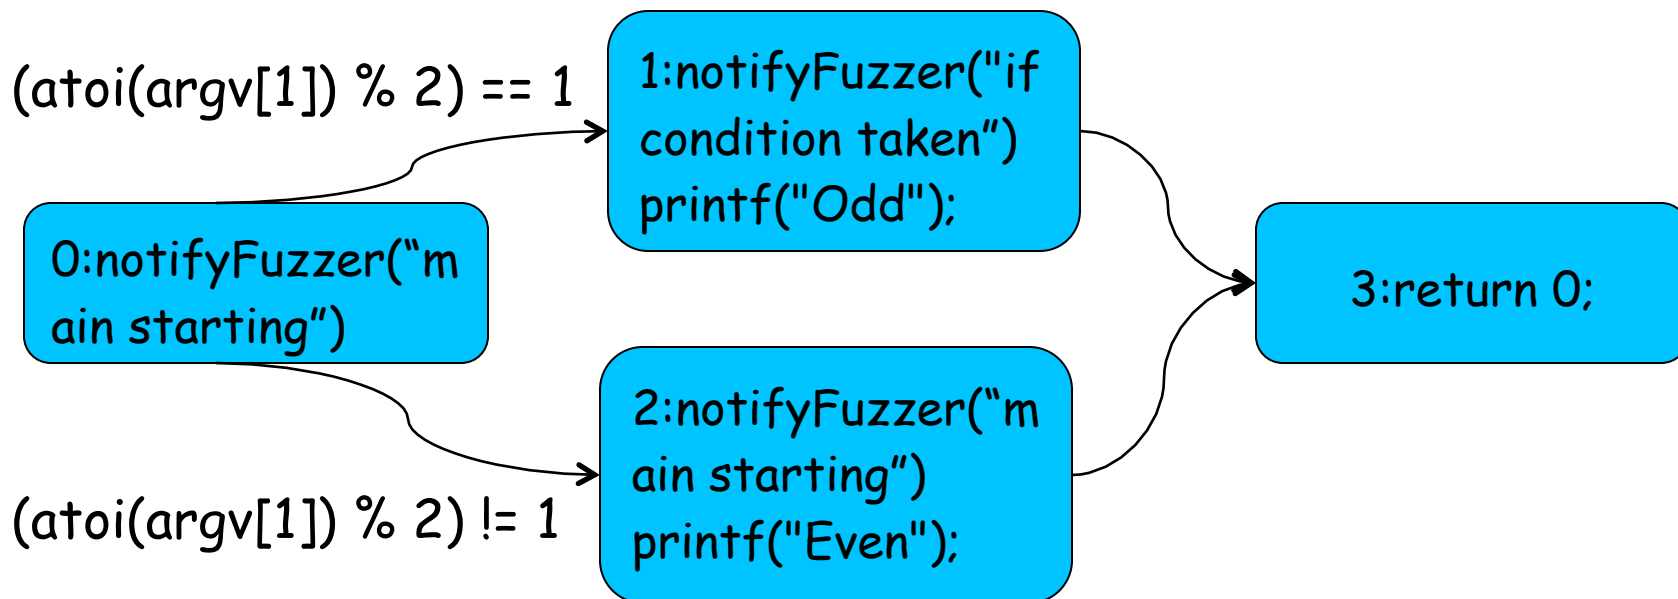 (atoi(argv[1]) % 2) == 1
1:notifyFuzzer("if
condition taken”)
printf("Odd");
0:notifyFuzzer(“m
ain starting”)
3:return 0;
2:notifyFuzzer(“m
ain starting”)
printf("Even");
(atoi(argv[1]) % 2) != 1